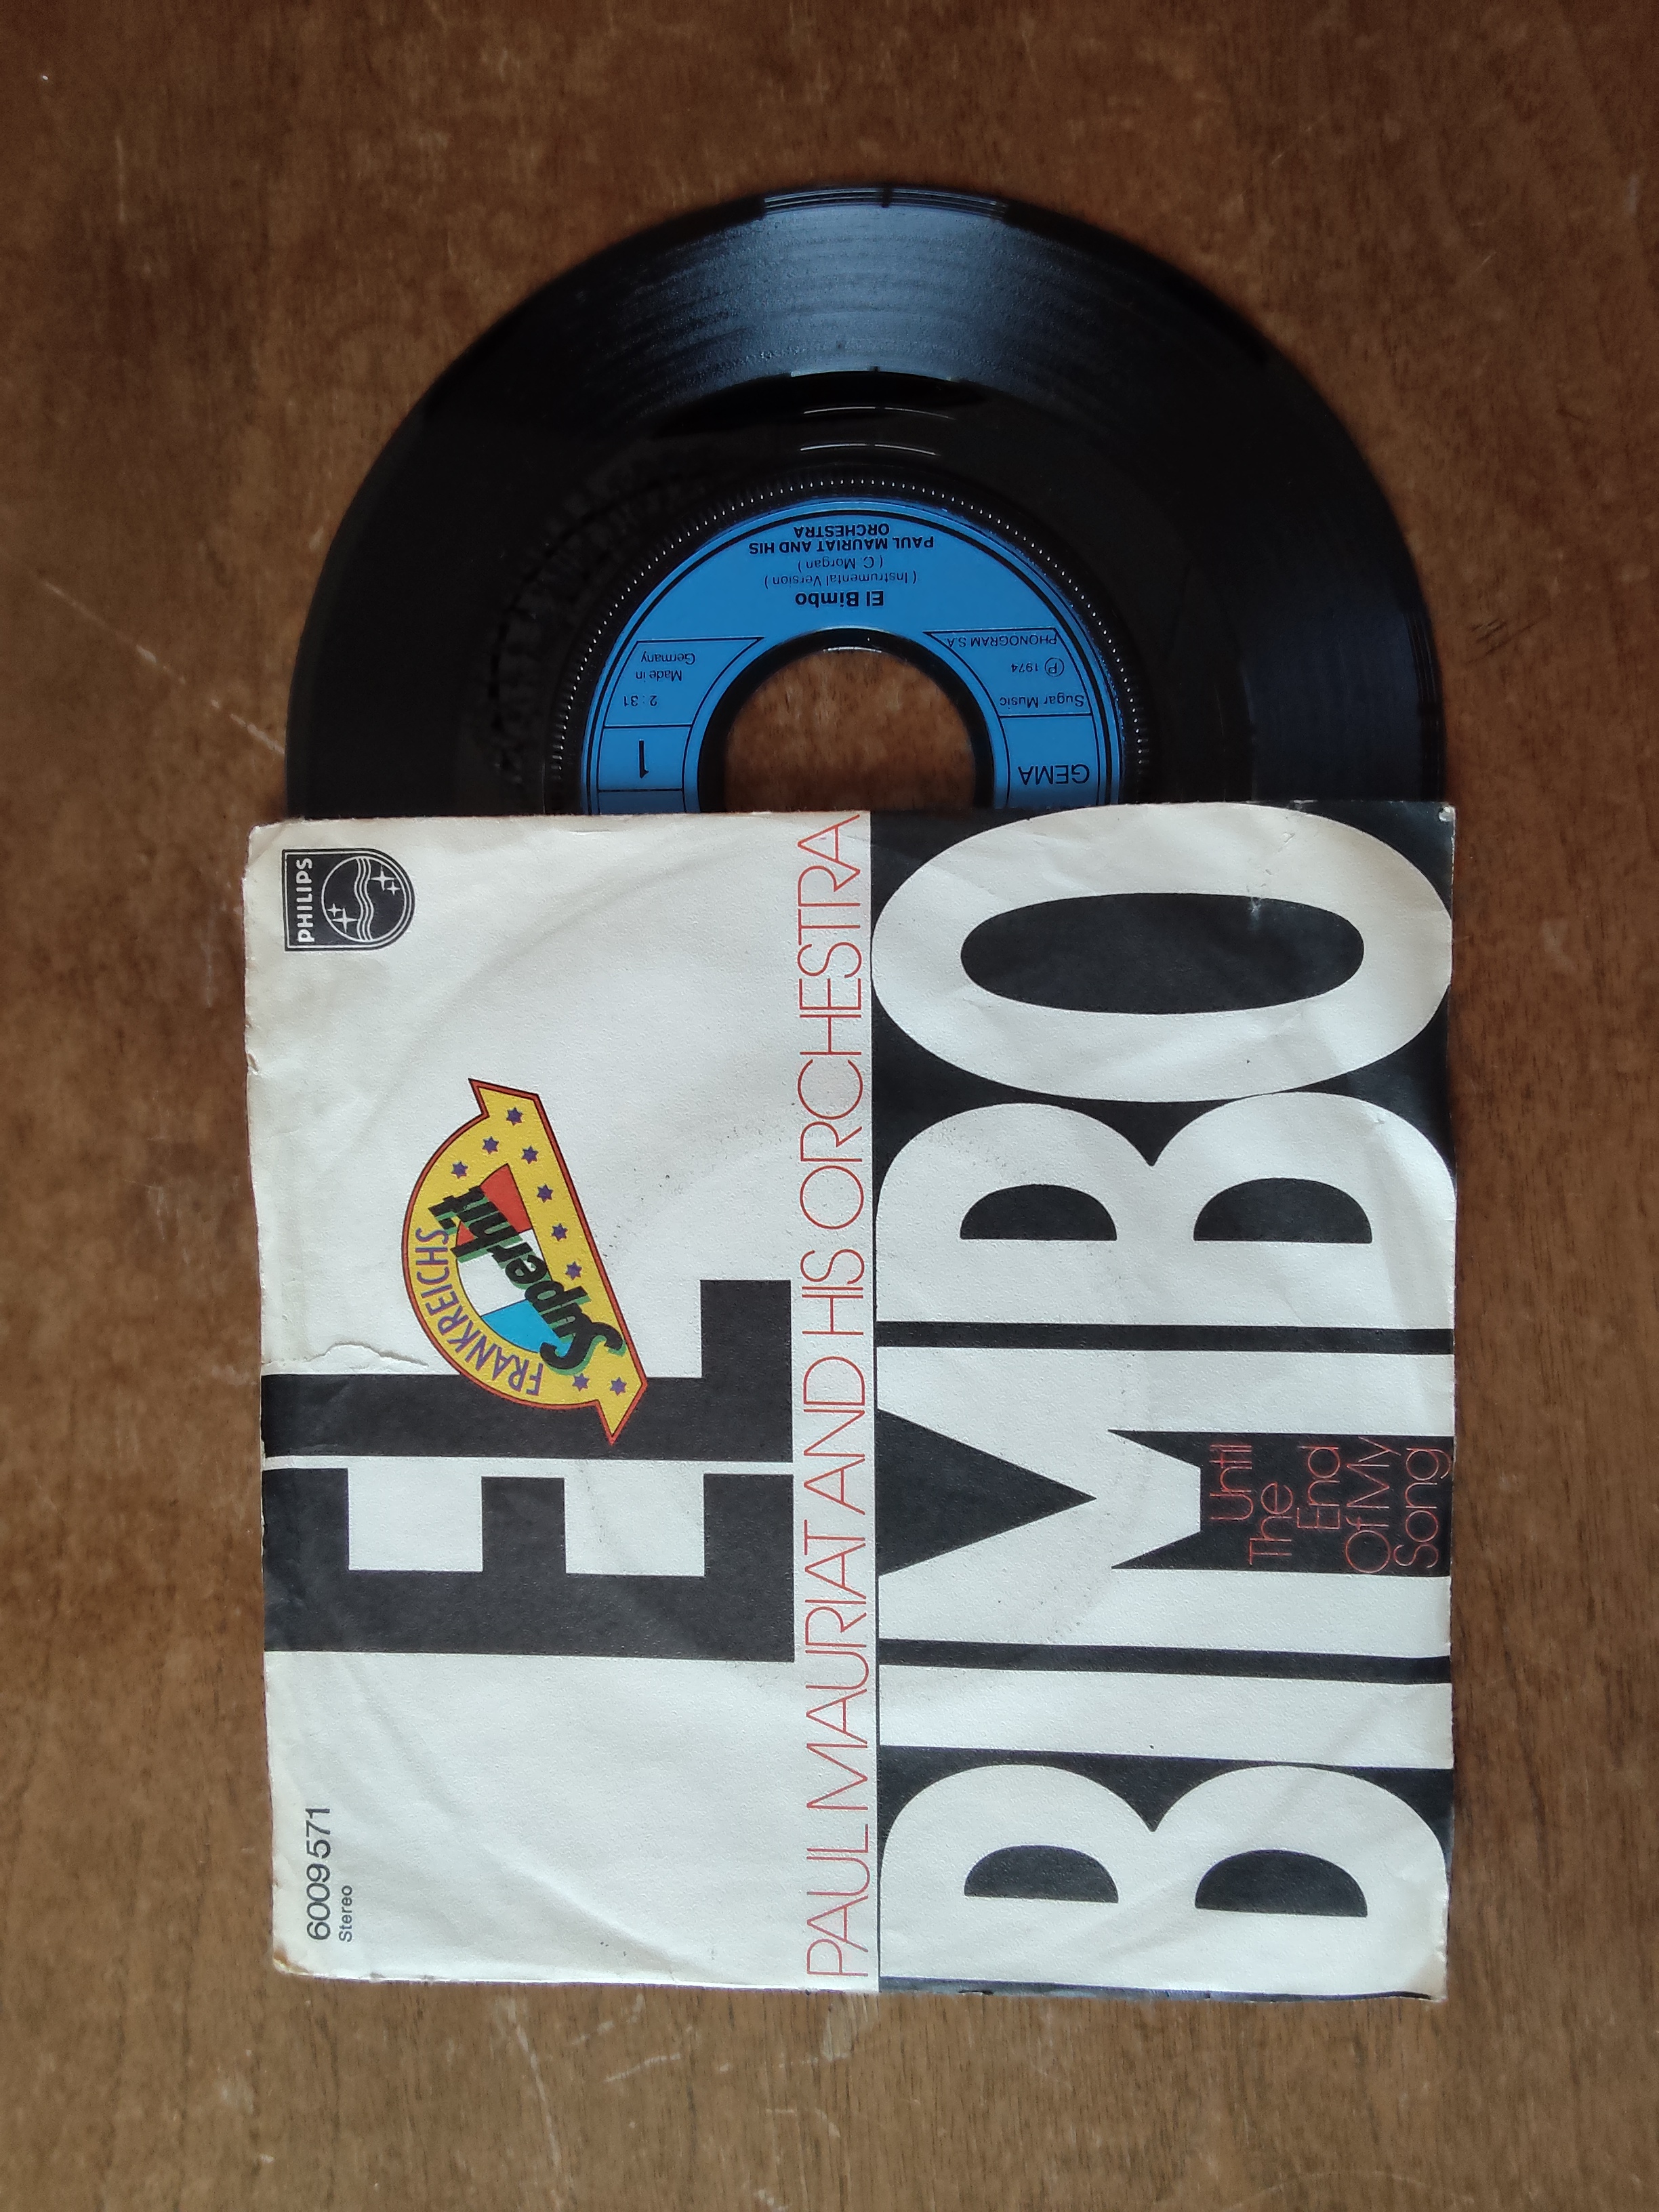 6009 571
Stereo
PHILIPS
EL
FRANKREICHS
Superhit
PAUL MAURIAT AND HIS ORCHESTRA
BIMBO
Until
The
End
Of My
Song
GEMA
1
Sugar Music
2:31
Ⓟ 1974
Made in
PHONOGRAM S.A.
Germany
El Bimbo
( Instrumental Version )
( C. Morgan )
PAUL MAURIAT AND HIS
ORCHESTRA